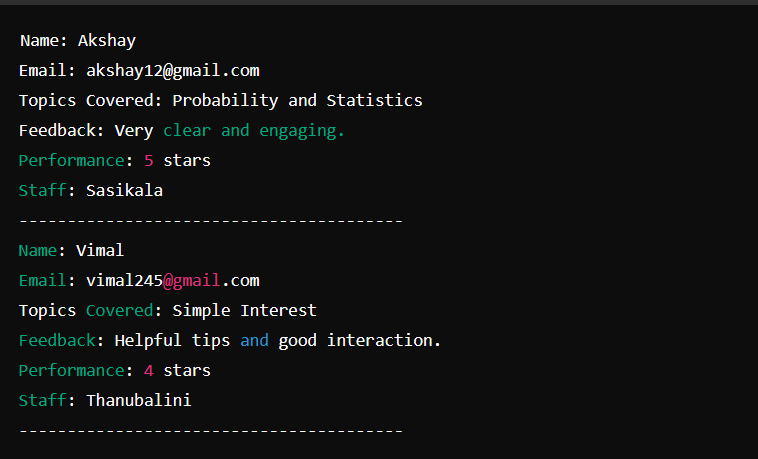 Name: Akshay
Email: akshay12@gmail.com
Topics Covered: Probability and Statistics
Feedback: Very clear and engaging.
Performance: 5 stars
Staff: Sasikala
----------------------------------------
Name: Vimal
Email: vimal245@gmail.com
Topics Covered: Simple Interest
Feedback: Helpful tips and good interaction.
Performance: 4 stars
Staff: Thanubalini
----------------------------------------